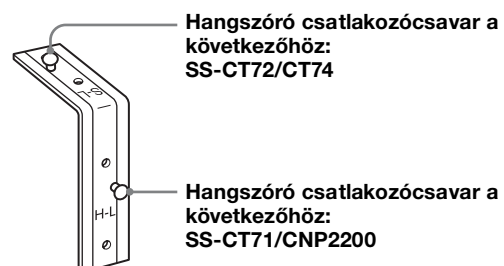 Hangszóró csatlakozócsavar a
következőhöz:
SS-CT72/CT74
Hangszóró csatlakozócsavar a
következőhöz:
SS-CT71/CNP2200
H-L